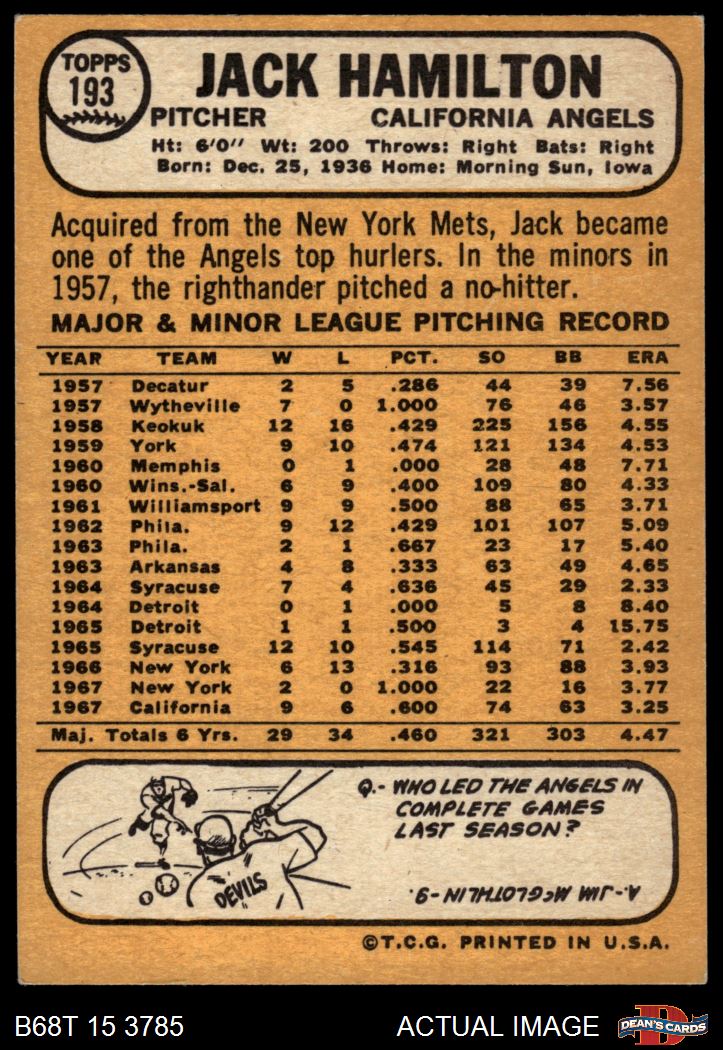 TOPPS
193
JACK HAMILTON
PITCHER CALIFORNIA ANGELS
Ht: 6'0" Wt: 200 Throws: Right Bats: Right
Born: Dec. 25, 1936 Home: Morning Sun, Iowa
Acquired from the New York Mets, Jack became
one of the Angels top hurlers. In the minors in
1957, the righthander pitched a no-hitter.
MAJOR & MINOR LEAGUE PITCHING RECORD
YEAR TEAM W L PCT. SO BB ERA
1957 Decatur 2 5 .286 44 39 7.56
1957 Wytheville 7 0 1.000 76 46 3.57
1958 Keokuk 12 16 .429 225 156 4.55
1959 York 9 10 .474 121 134 4.53
1960 Memphis 0 1 .000 28 48 7.71
1960 Wins.-Sal. 6 9 .400 109 80 4.33
1961 Williamsport 9 9 .500 88 65 3.71
1962 Phila. 9 12 .429 101 107 5.09
1963 Phila. 2 1 .667 23 17 5.40
1963 Arkansas 4 8 .333 63 49 4.65
1964 Syracuse 7 4 .636 45 29 2.33
1964 Detroit 0 1 .000 5 8 8.40
1965 Detroit 1 1 .500 3 4 15.75
1965 Syracuse 12 10 .545 114 71 2.42
1966 New York 6 13 .316 93 88 3.93
1967 New York 2 0 1.000 22 16 3.77
1967 California 9 6 .600 74 63 3.25
Maj. Totals 6 Yrs. 29 34 .460 321 303 4.47
Q.- WHO LED THE ANGELS IN
COMPLETE GAMES
LAST SEASON?
A.- JIM McGLOTHLIN - 9.
DEVILS
©T.C.G. PRINTED IN U.S.A.
B68T 15 3785 ACTUAL IMAGE
D
DEAN'S CARDS